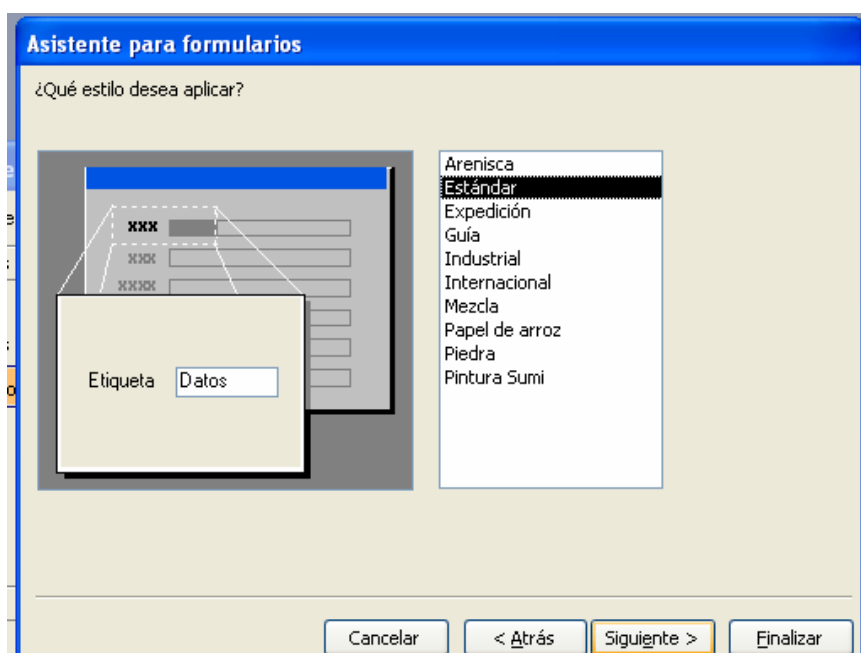 Asistente para formularios
¿Qué estilo desea aplicar?
xxx
xxx
xxxx
Etiqueta Datos
Arenisca
Estándar
Expedición
Guía
Industrial
Internacional
Mezcla
Papel de arroz
Piedra
Pintura Sumi
Cancelar < Atrás Siguiente > Finalizar